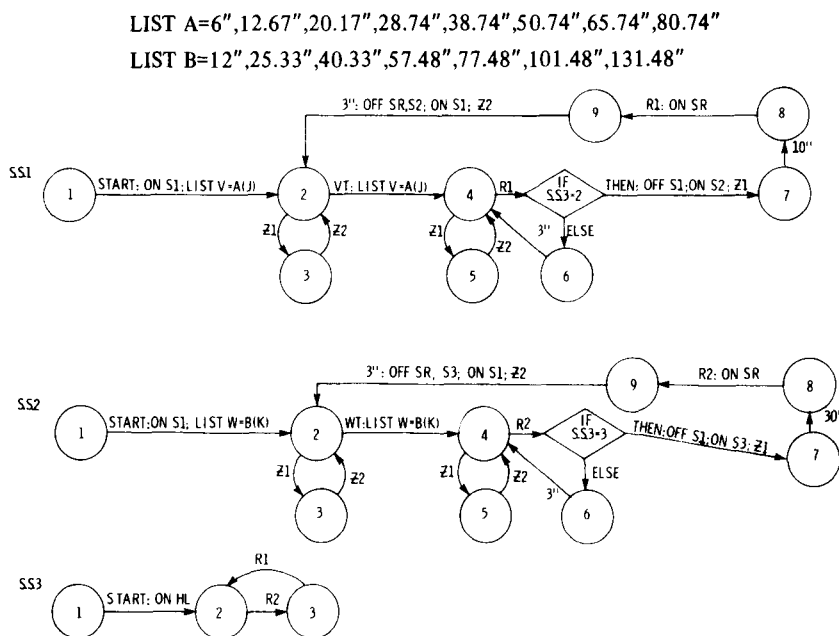 LIST A=6",12.67",20.17",28.74",38.74",50.74",65.74",80.74"
LIST B=12",25.33",40.33",57.48",77.48",101.48",131.48"
3": OFF SR,S2; ON S1; Z2
9
R1: ON SR
8
10"
SS1
1
START: ON S1;LIST V=A(J)
2
VT: LIST V=A(J)
4
R1
IF
SS3=2
THEN: OFF S1;ON S2; Z1
7
Z1
Z2
Z1
Z2
3"
ELSE
3
5
6
3": OFF SR, S3; ON S1; Z2
9
R2: ON SR
8
30"
SS2
1
START:ON S1; LIST W=B(K)
2
WT:LIST W=B(K)
4
R2
IF
SS3=3
THEN:OFF S1;ON S3; Z1
7
Z1
Z2
Z1
Z2
3"
ELSE
3
5
6
R1
SS3
1
START: ON HL
2
R2
3